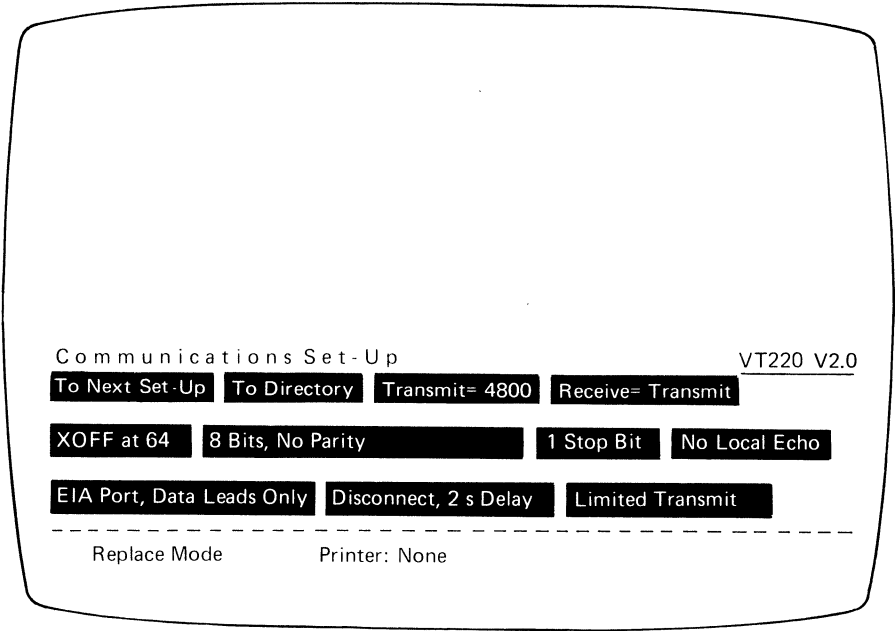 Communications Set-Up VT220 V2.0
To Next Set-Up To Directory Transmit= 4800 Receive= Transmit
XOFF at 64 8 Bits, No Parity 1 Stop Bit No Local Echo
EIA Port, Data Leads Only Disconnect, 2 s Delay Limited Transmit
Replace Mode Printer: None